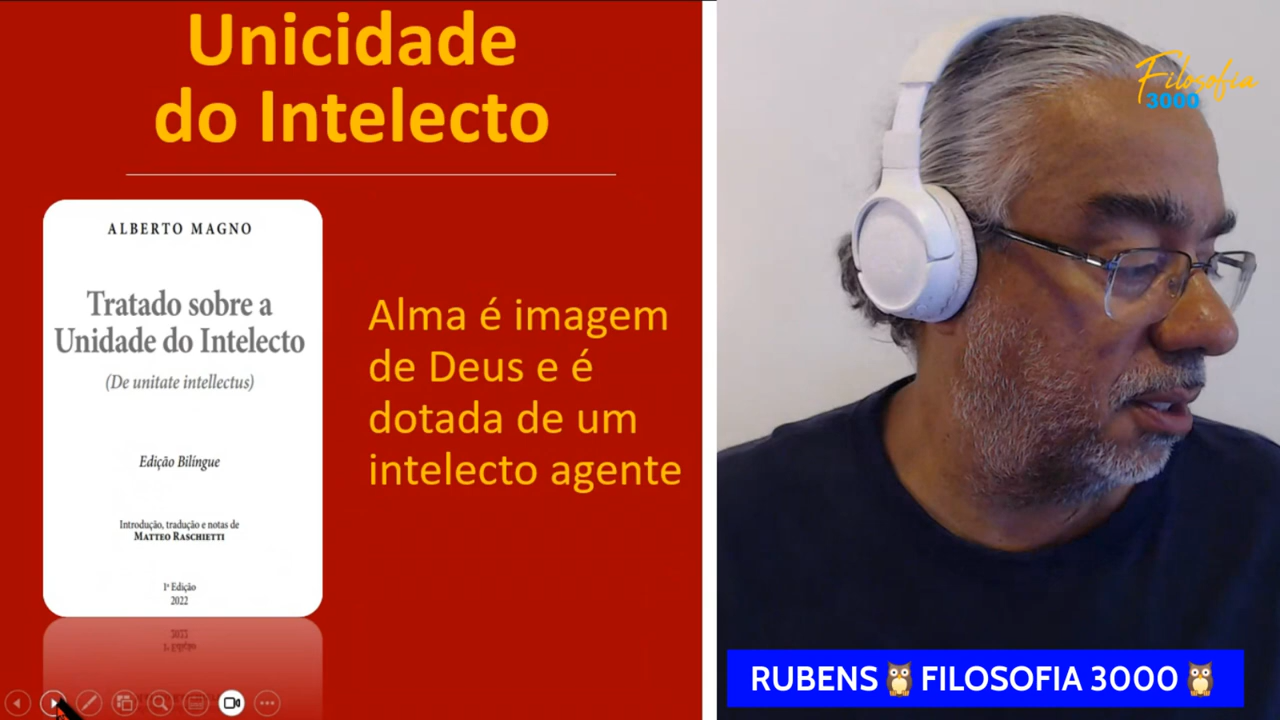 Unicidade
do Intelecto
ALBERTO MAGNO
Tratado sobre a
Unidade do Intelecto
(De unitate intellectus)
Edição Bilíngue
Introdução, tradução e notas de
MATTEO RASCHIETTI
1ª Edição
2022
Alma é imagem
de Deus e é
dotada de um
intelecto agente
Filosofia
3000
RUBENS🦉FILOSOFIA 3000🦉